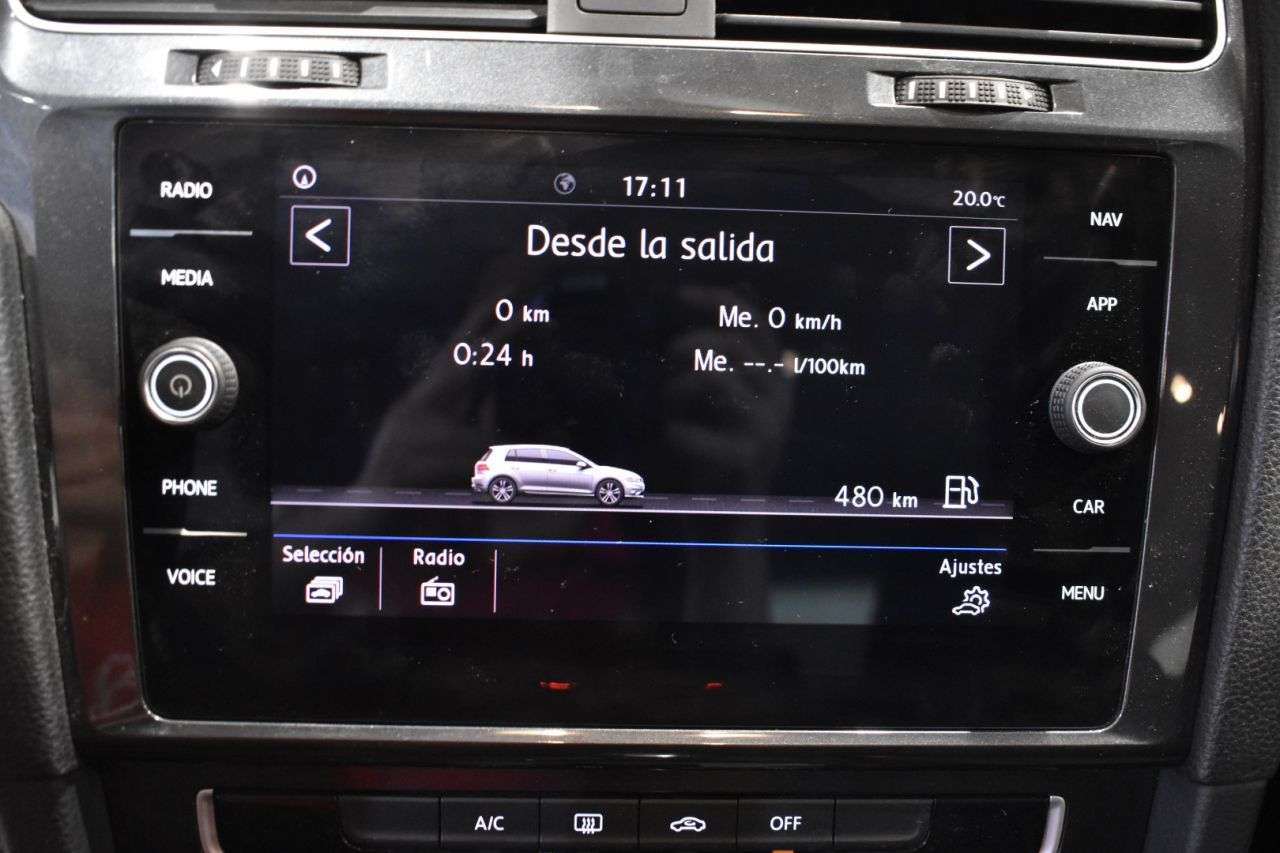 RADIO
MEDIA
PHONE
VOICE
17:11
20.0°C
Desde la salida
0 km
Me. 0 km/h
0:24 h
Me. --.- l/100km
480 km
Selección
Radio
Ajustes
NAV
APP
CAR
MENU
A/C
OFF